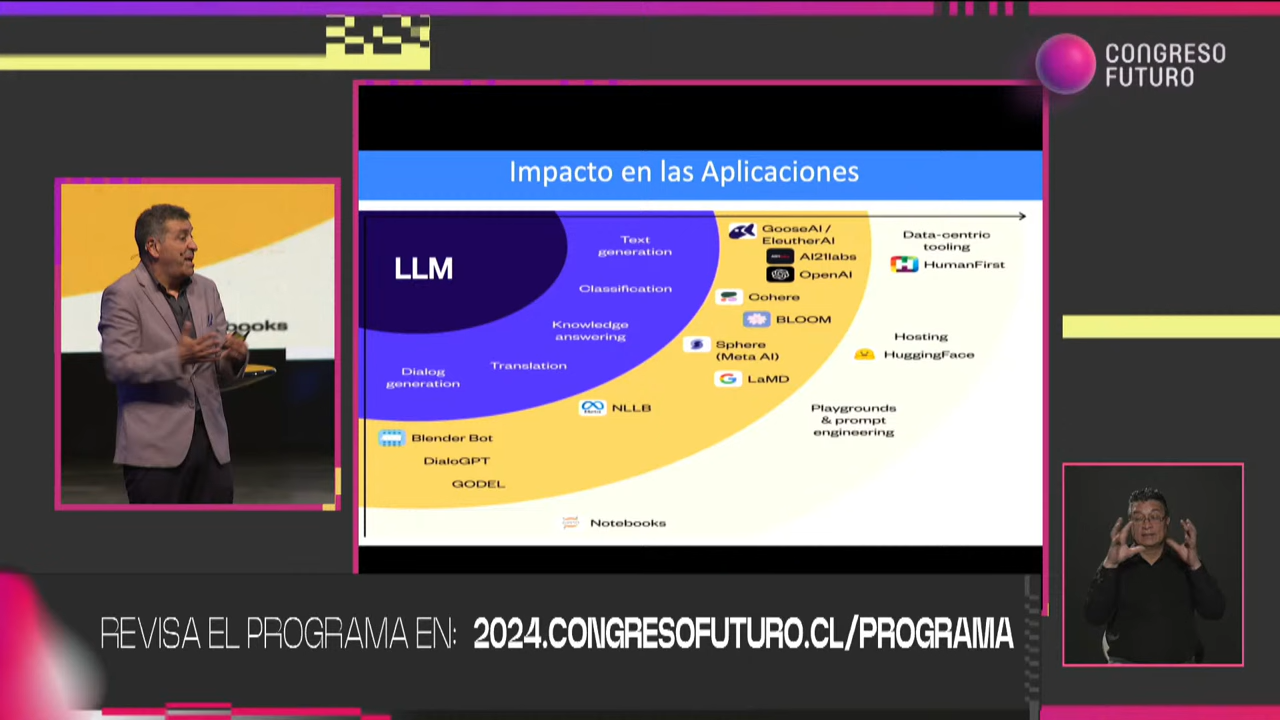 CONGRESO
FUTURO
Impacto en las Aplicaciones
LLM
Text
generation
Classification
Knowledge
answering
Translation
Dialog
generation
GooseAI /
EleutherAI
AI21labs
OpenAI
Cohere
BLOOM
Sphere
(Meta AI)
LaMD
NLLB
Blender Bot
DialoGPT
GODEL
Data-centric
tooling
HumanFirst
Hosting
HuggingFace
Playgrounds
& prompt
engineering
Notebooks
books
REVISA EL PROGRAMA EN: 2024.CONGRESOFUTURO.CL/PROGRAMA